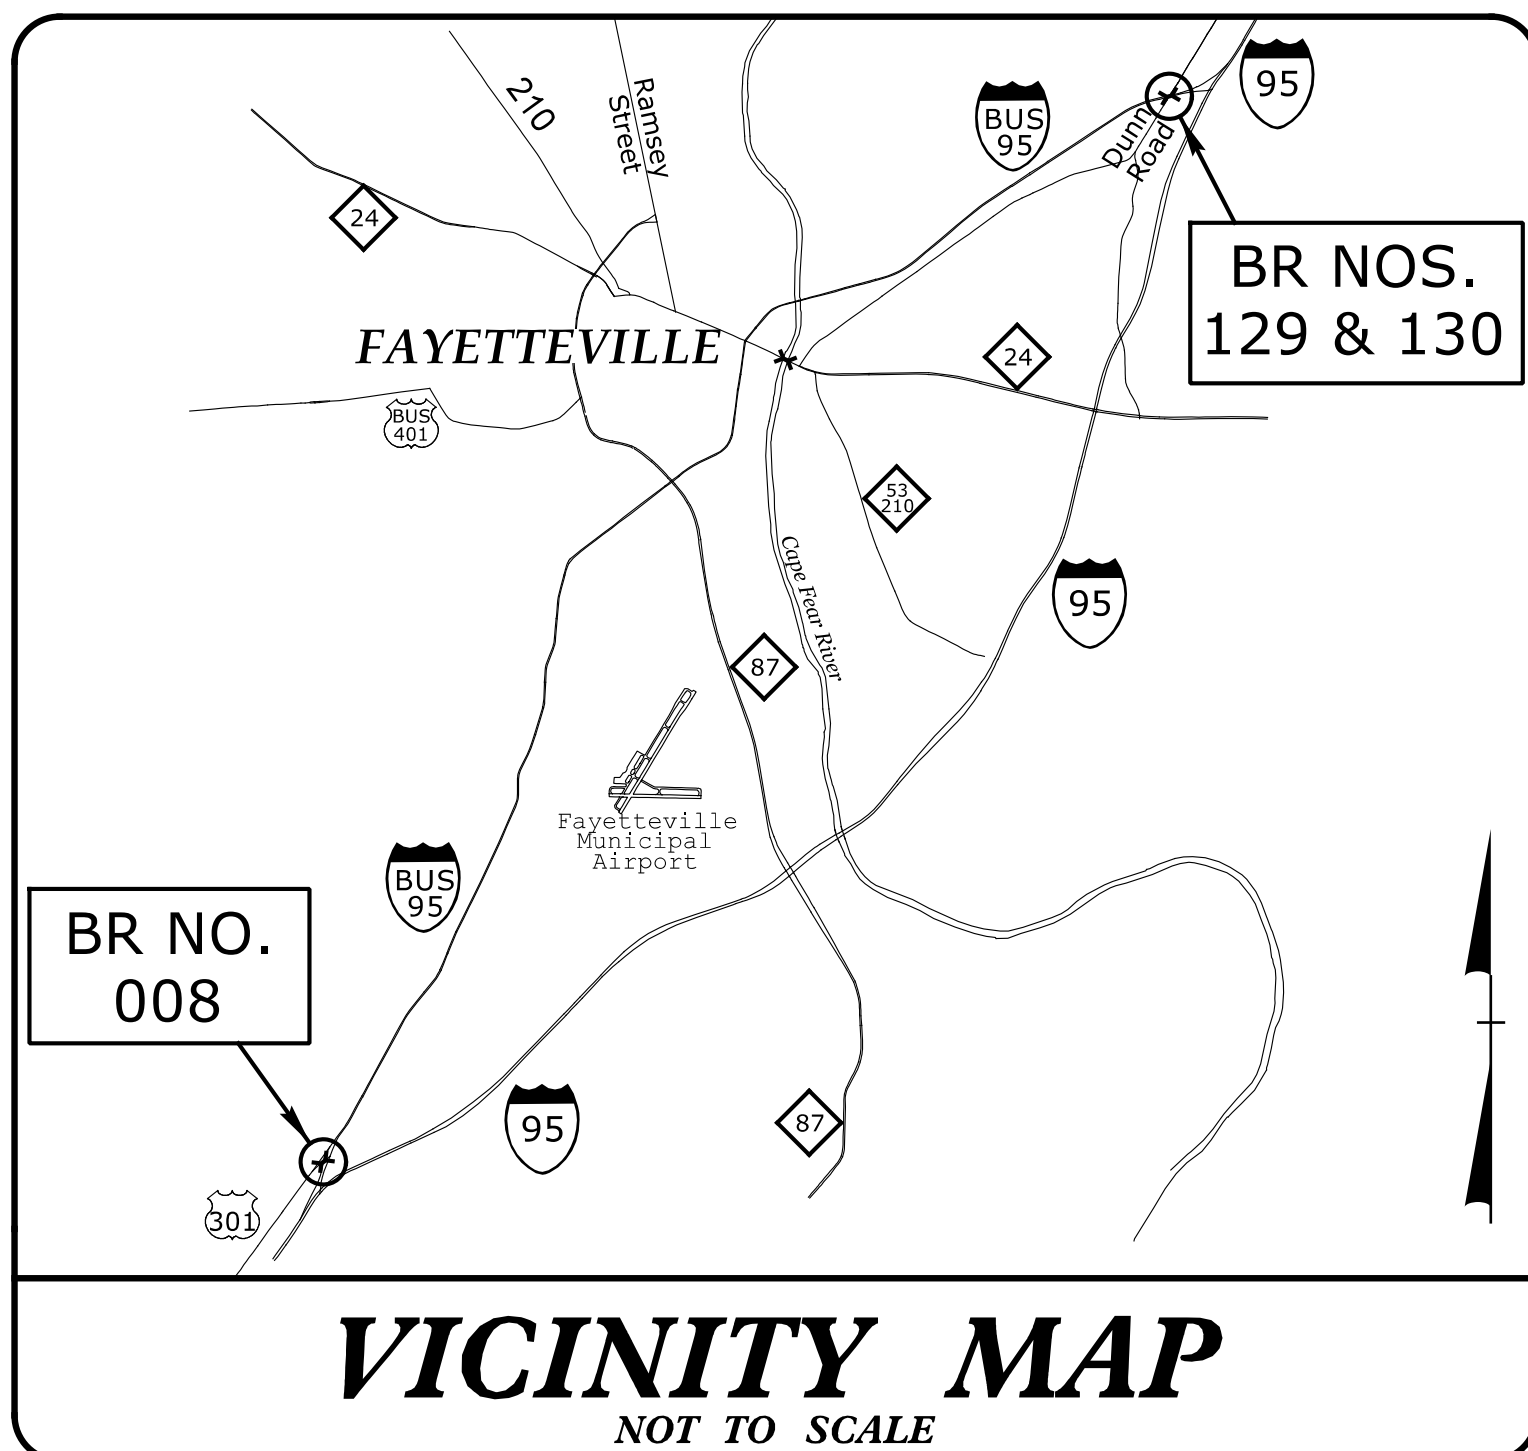 210
Ramsey
Street
BUS
95
95
Dunn
Road
24
BR NOS.
129 & 130
FAYETTEVILLE
24
BUS
401
53
210
Cape Fear River
95
87
Fayetteville
Municipal
Airport
BUS
95
BR NO.
008
95
87
301
VICINITY MAP
NOT TO SCALE